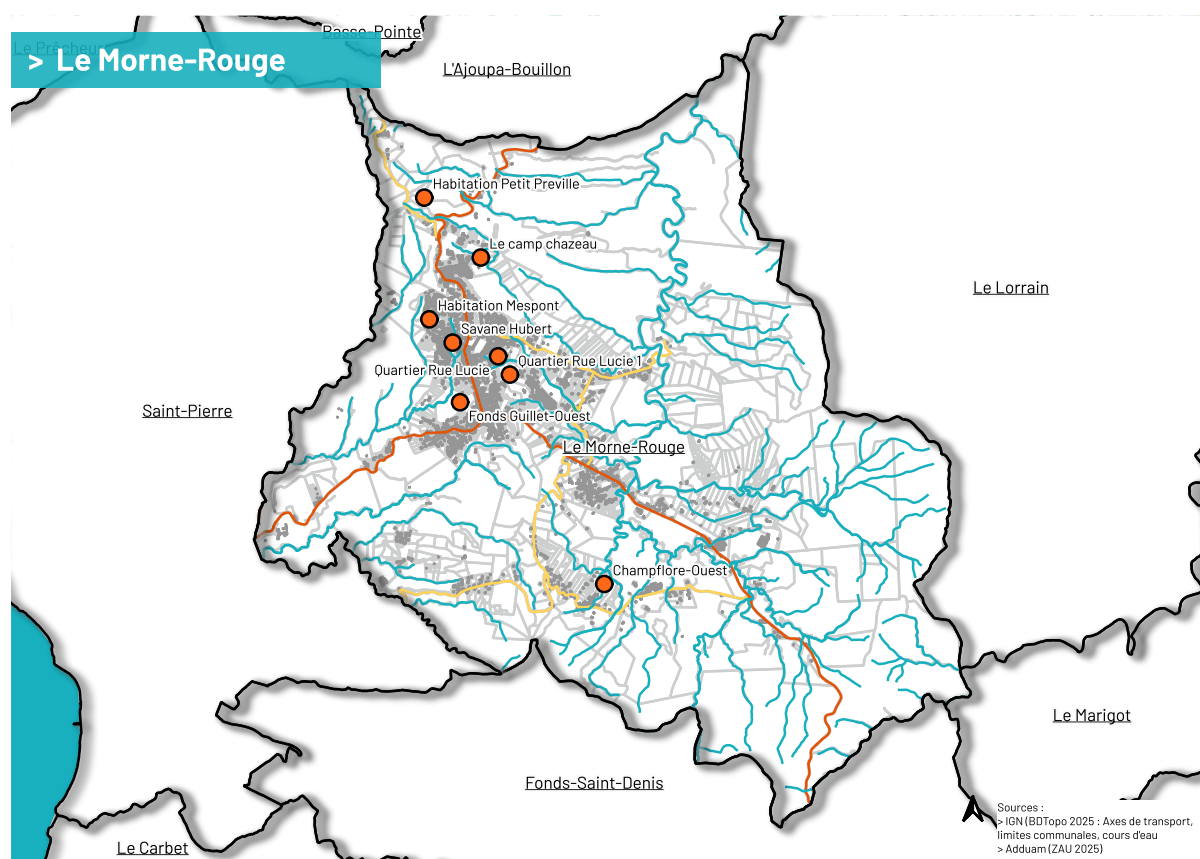 Basse-Pointe
Le Prêcheur
> Le Morne-Rouge
L'Ajoupa-Bouillon
Habitation Petit Preville
Le camp chazeau
Le Lorrain
Habitation Mespont
Savane Hubert
Quartier Rue Lucie 1
Quartier Rue Lucie
Saint-Pierre
Fonds Guillet-Ouest
Le Morne-Rouge
Champflore-Ouest
Le Marigot
Fonds-Saint-Denis
Le Carbet
Sources :
> IGN (BDTopo 2025 : Axes de transport,
limites communales, cours d'eau
> Adduam (ZAU 2025)